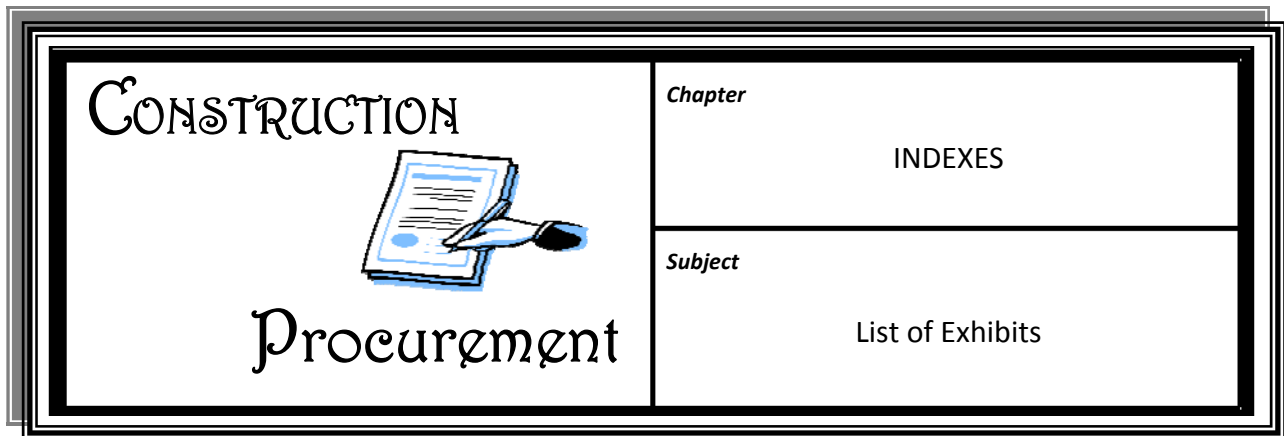 CONSTRUCTION
Procurement
Chapter
INDEXES
Subject
List of Exhibits